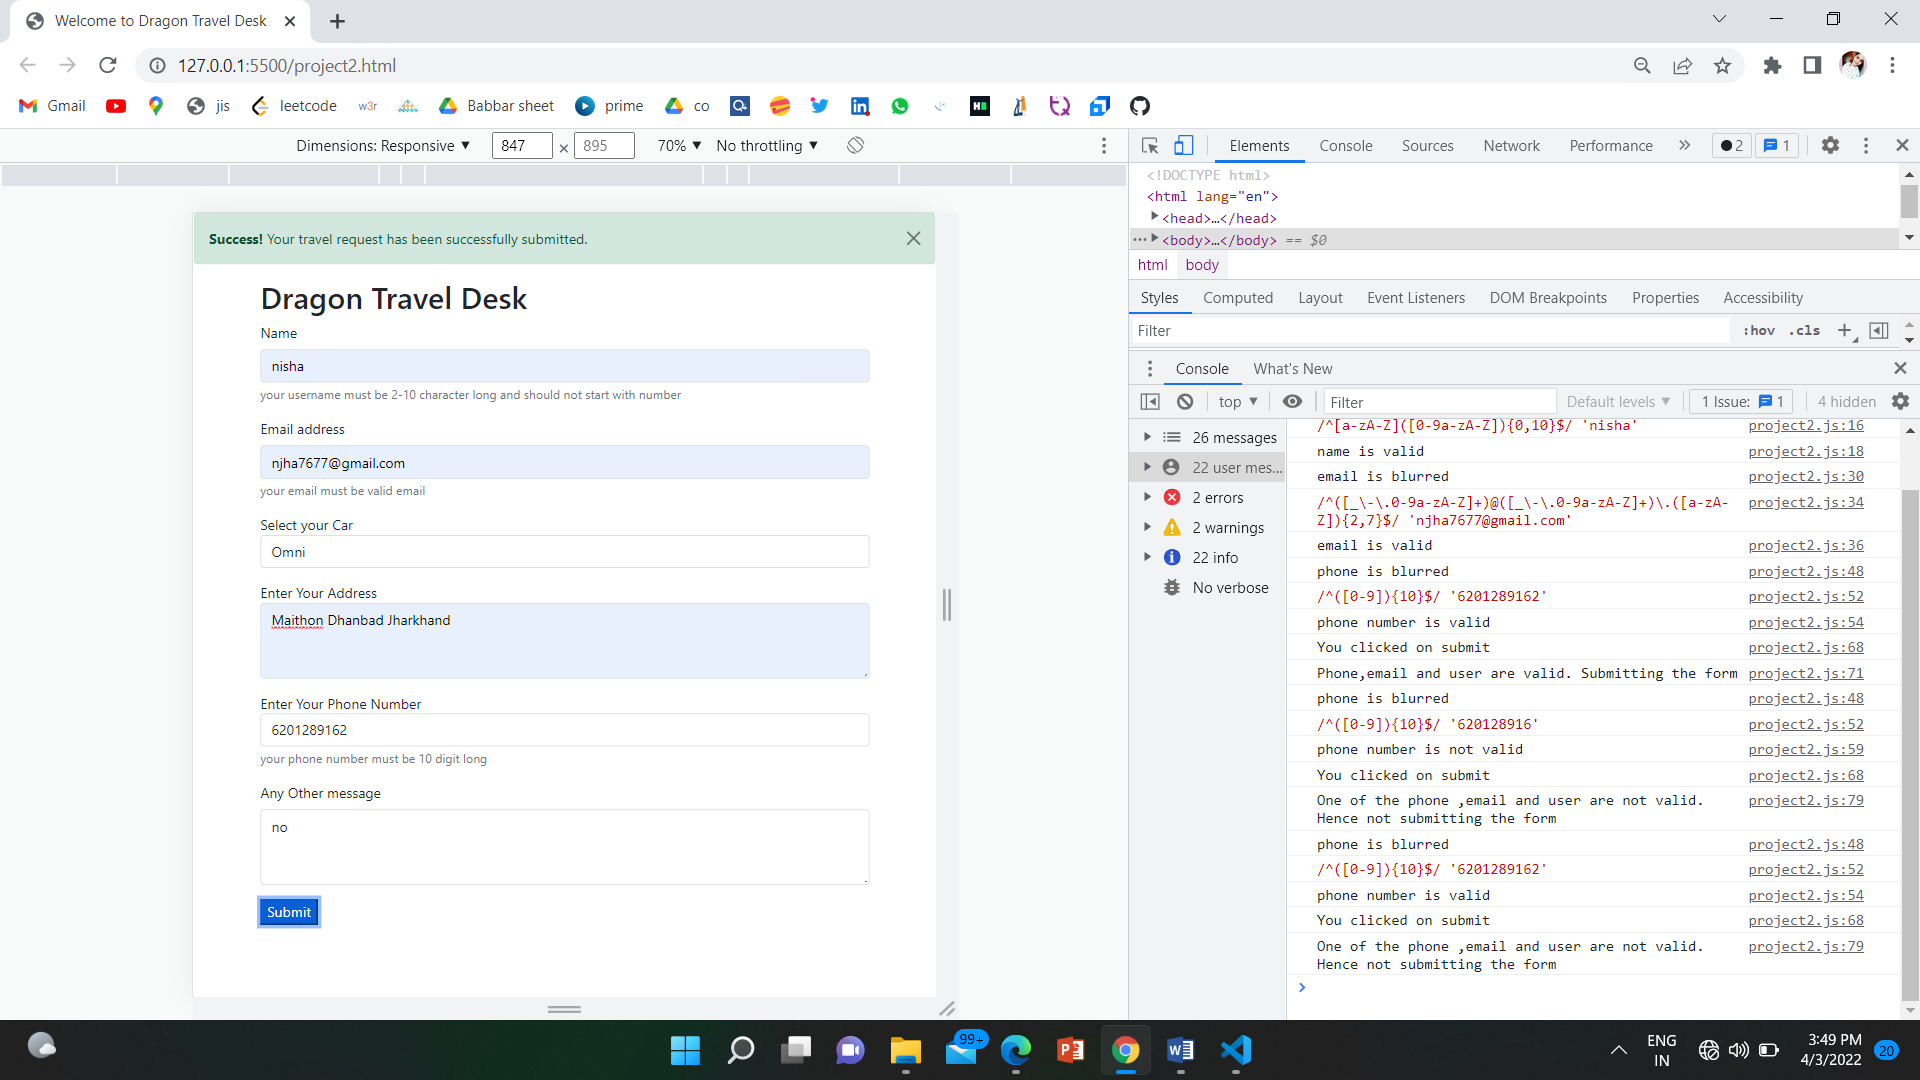 Welcome to Dragon Travel Desk
127.0.0.1:5500/project2.html
Gmail jis leetcode w3r Babbar sheet prime co
Dimensions: Responsive ▼ 847 × 895 70% ▼ No throttling ▼
Elements Console Sources Network Performance » 2 1
<!DOCTYPE html>
<html lang="en">
<head>…</head>
<body>…</body> == $0
html body
Styles Computed Layout Event Listeners DOM Breakpoints Properties Accessibility
Filter :hov .cls +
Console What's New
top ▼ Filter Default levels ▼ 1 Issue: 1 4 hidden
26 messages
22 user mes...
2 errors
2 warnings
22 info
No verbose
/^[a-zA-Z]([0-9a-zA-Z]){0,10}$/ 'nisha' project2.js:16
name is valid project2.js:18
email is blurred project2.js:30
/^([_\-\.0-9a-zA-Z]+)@([_\-\.0-9a-zA-Z]+)\.([a-zA- project2.js:34
Z]){2,7}$/ 'njha7677@gmail.com'
email is valid project2.js:36
phone is blurred project2.js:48
/^([0-9]){10}$/ '6201289162' project2.js:52
phone number is valid project2.js:54
You clicked on submit project2.js:68
Phone,email and user are valid. Submitting the form project2.js:71
phone is blurred project2.js:48
/^([0-9]){10}$/ '620128916' project2.js:52
phone number is not valid project2.js:59
You clicked on submit project2.js:68
One of the phone ,email and user are not valid. project2.js:79
Hence not submitting the form
phone is blurred project2.js:48
/^([0-9]){10}$/ '6201289162' project2.js:52
phone number is valid project2.js:54
You clicked on submit project2.js:68
One of the phone ,email and user are not valid. project2.js:79
Hence not submitting the form
Success! Your travel request has been successfully submitted.
Dragon Travel Desk
Name
nisha
your username must be 2-10 character long and should not start with number
Email address
njha7677@gmail.com
your email must be valid email
Select your Car
Omni
Enter Your Address
Maithon Dhanbad Jharkhand
Enter Your Phone Number
6201289162
your phone number must be 10 digit long
Any Other message
no
Submit
99+
ENG
IN
3:49 PM
4/3/2022
20